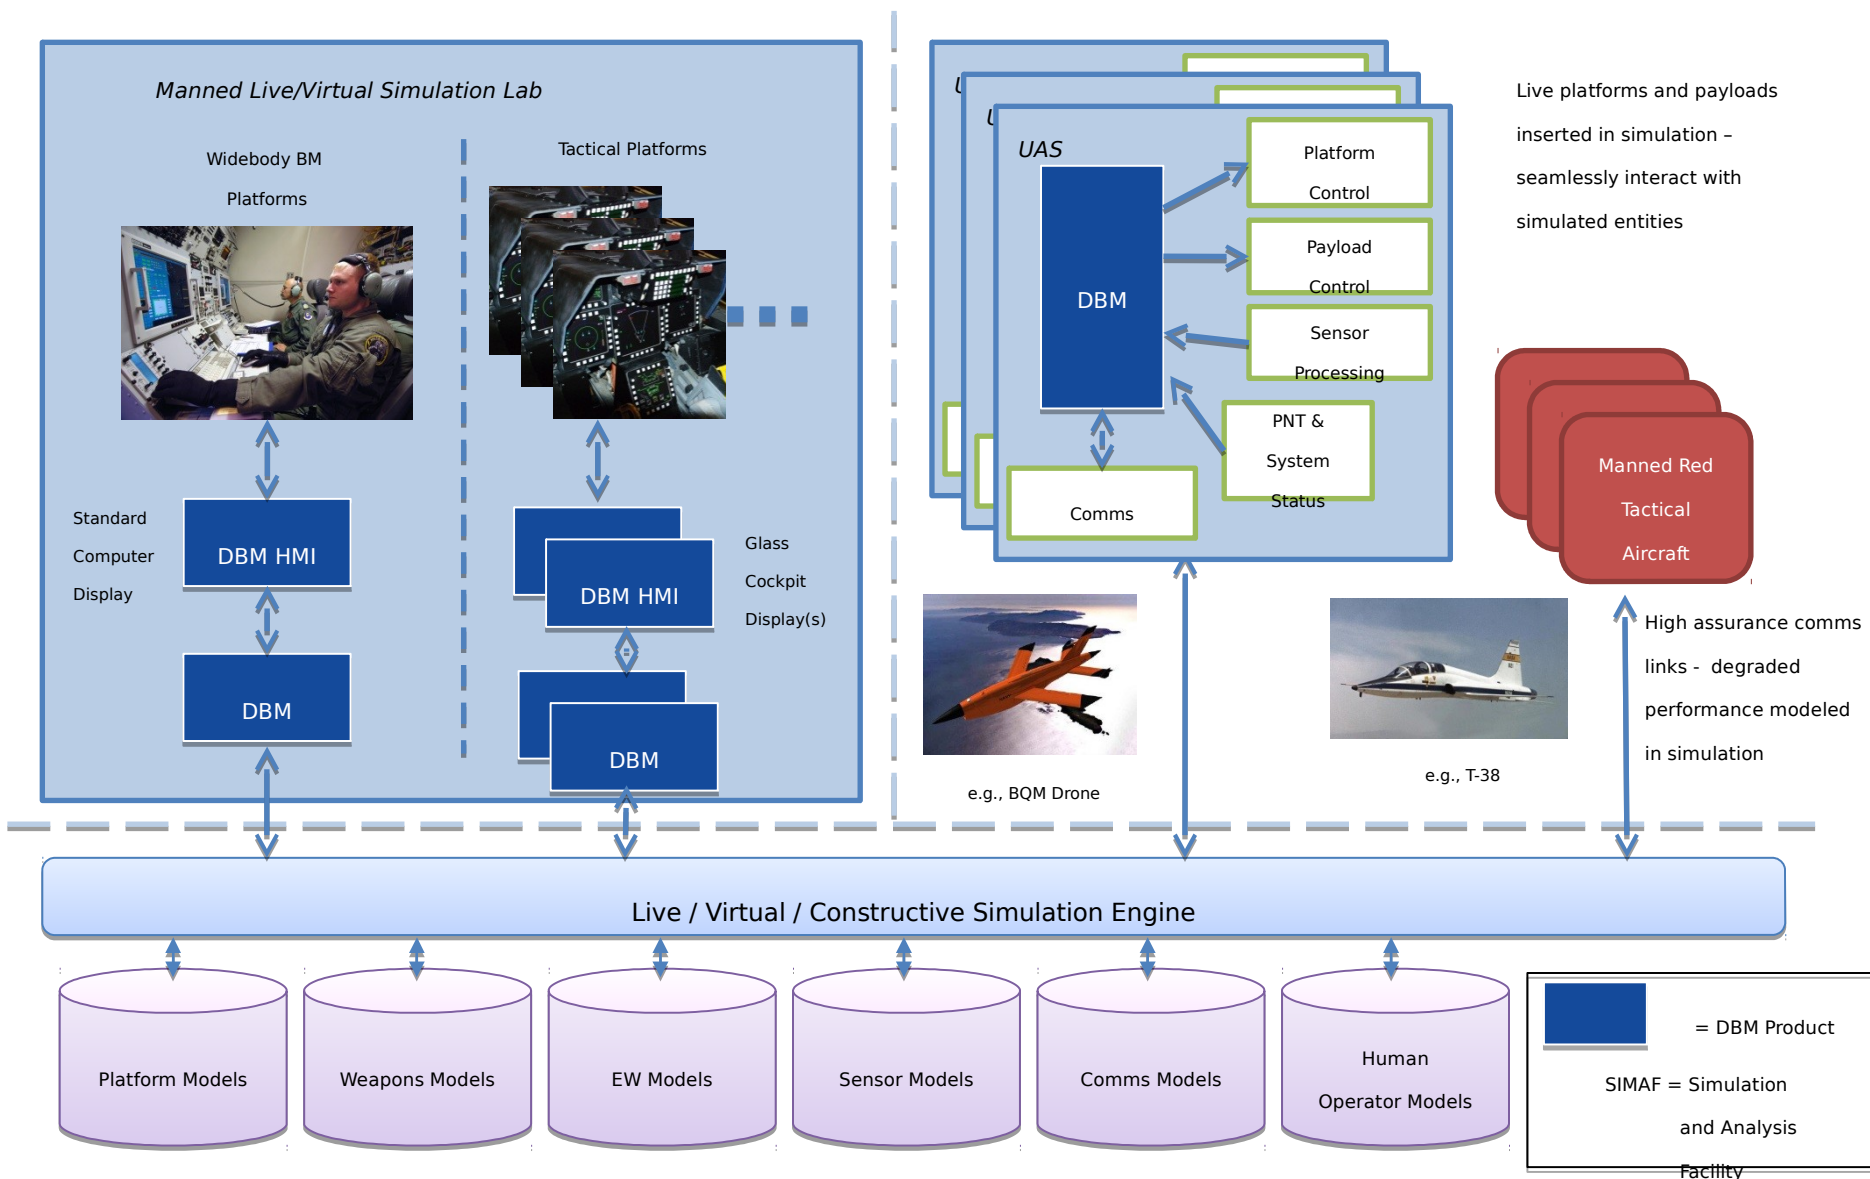 Manned Live/Virtual Simulation Lab
Widebody BM
Platforms
Tactical Platforms
Standard
Computer
Display
DBM HMI
DBM
DBM HMI
Glass
Cockpit
Display(s)
DBM
UAS
DBM
Platform
Control
Payload
Control
Sensor
Processing
PNT &
System
Status
Comms
Live platforms and payloads
inserted in simulation –
seamlessly interact with
simulated entities
Manned Red
Tactical
Aircraft
High assurance comms
links -  degraded
performance modeled
in simulation
e.g., BQM Drone
e.g., T-38
Live / Virtual / Constructive Simulation Engine
Platform Models
Weapons Models
EW Models
Sensor Models
Comms Models
Human
Operator Models
= DBM Product
SIMAF = Simulation
and Analysis
Facility